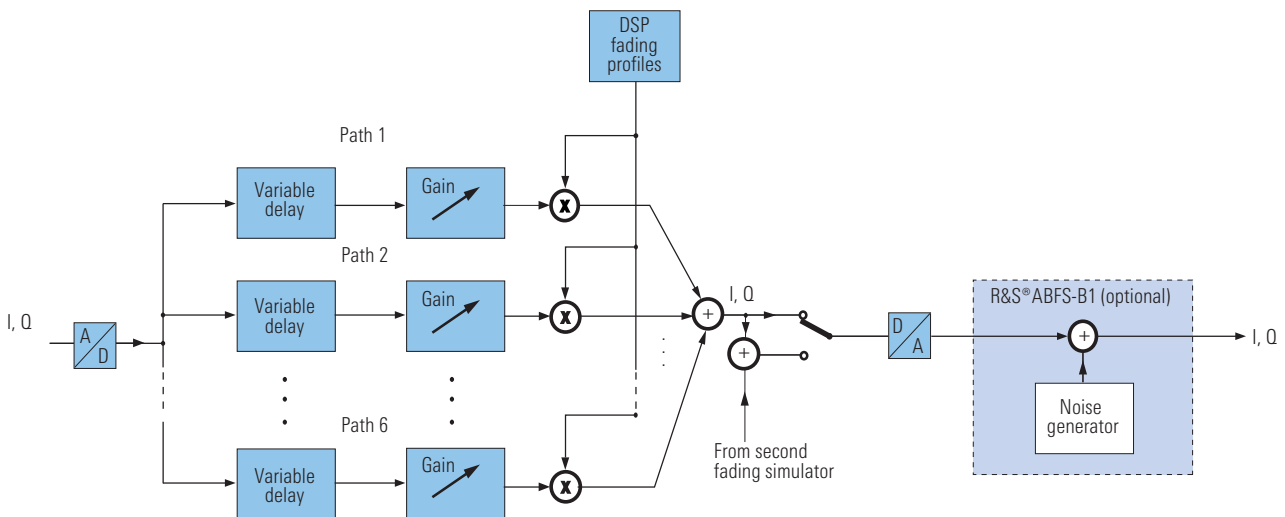 DSP
fading
profiles
Path 1
Variable
delay
Gain
X
Path 2
Variable
delay
Gain
X
I, Q
A
D
+
I, Q
+
D
A
R&S® ABFS-B1 (optional)
+
I, Q
Noise
generator
Path 6
Variable
delay
Gain
X
From second
fading simulator